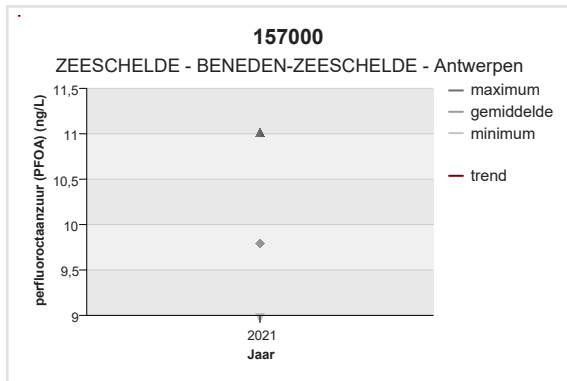 157000
ZEESCHELDE - BENEDEN-ZEESCHELDE - Antwerpen
perfluoroctaanzuur (PFOA) (ng/L)
11,5
11
10,5
10
9,5
9
2021
Jaar
maximum
gemiddelde
minimum
trend